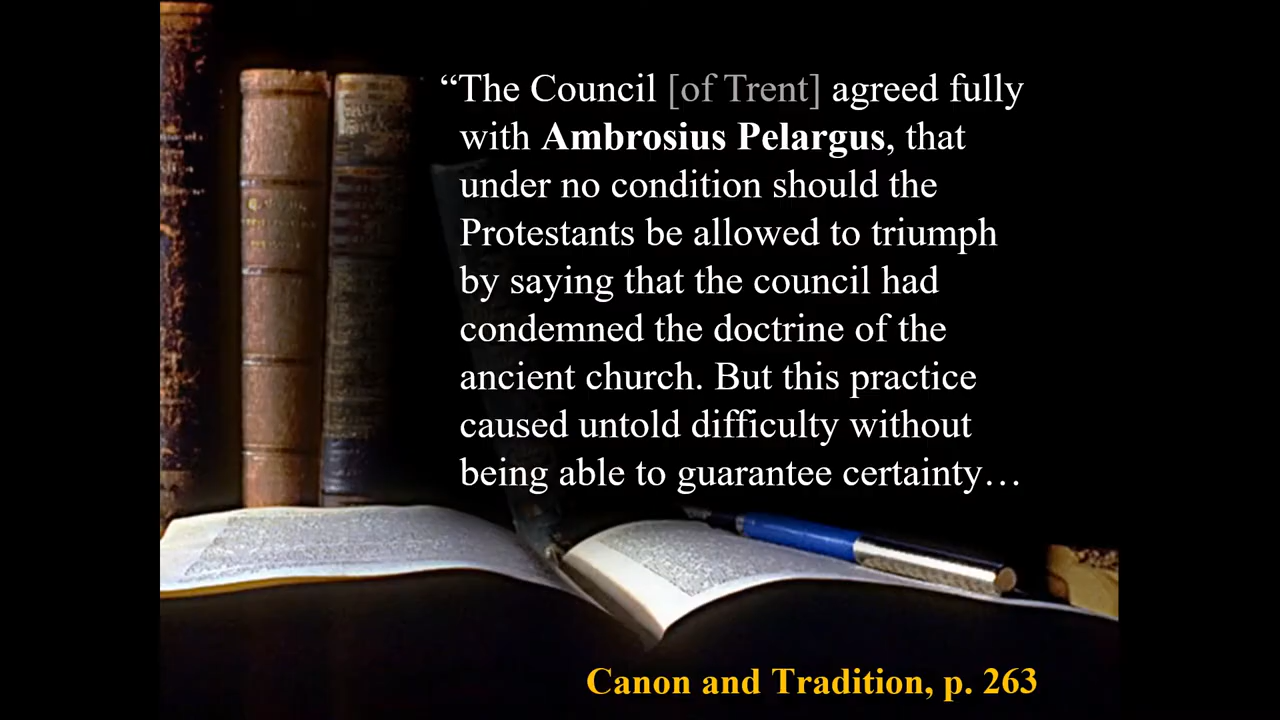 “The Council [of Trent] agreed fully
with Ambrosius Pelargus, that
under no condition should the
Protestants be allowed to triumph
by saying that the council had
condemned the doctrine of the
ancient church. But this practice
caused untold difficulty without
being able to guarantee certainty…
Canon and Tradition, p. 263